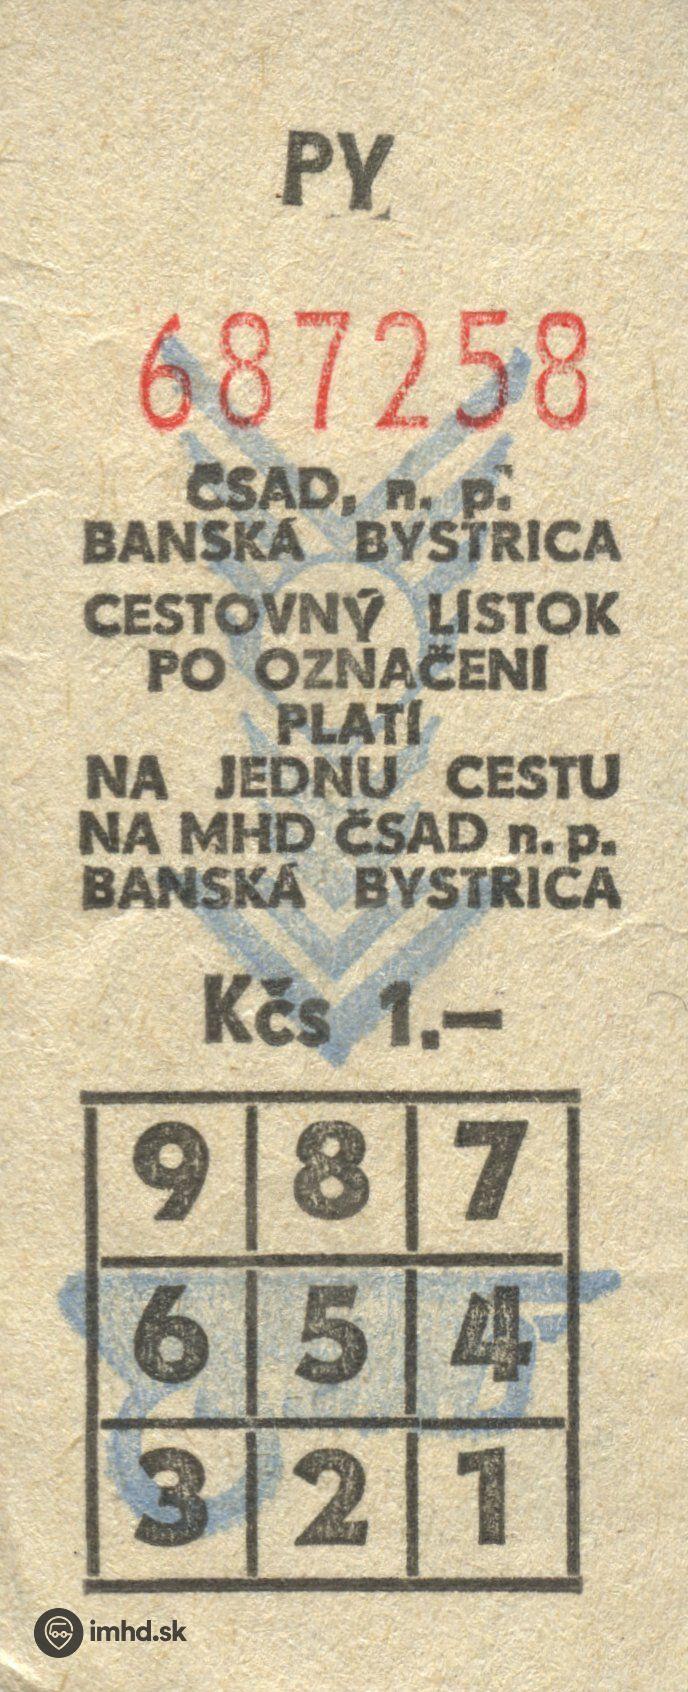 PY
687258
ČSAD, n. p.
BANSKÁ BYSTRICA
CESTOVNÝ LÍSTOK
PO OZNAČENÍ
PLATÍ
NA JEDNU CESTU
NA MHD ČSAD n. p.
BANSKÁ BYSTRICA
Kčs 1.—
9 8 7
6 5 4
3 2 1
imhd.sk